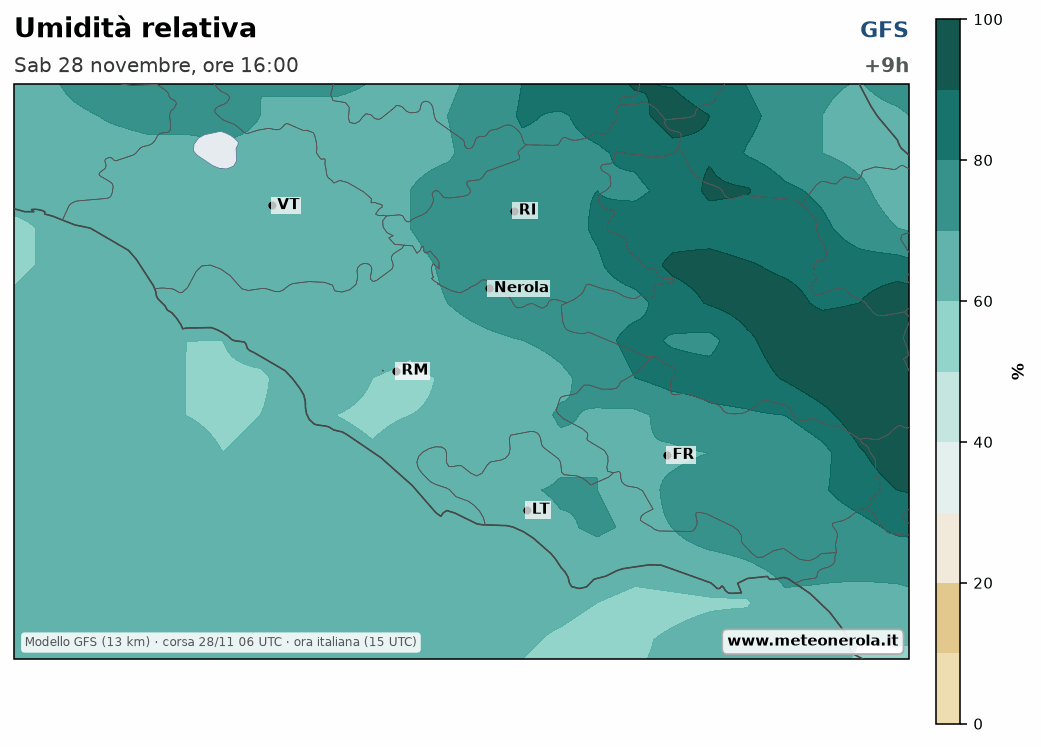 Umidità relativa
GFS
Sab 28 novembre, ore 16:00
+9h
100
80
60
40
20
0
%
VT
RI
Nerola
RM
FR
LT
Modello GFS (13 km) · corsa 28/11 06 UTC · ora italiana (15 UTC)
www.meteonerola.it